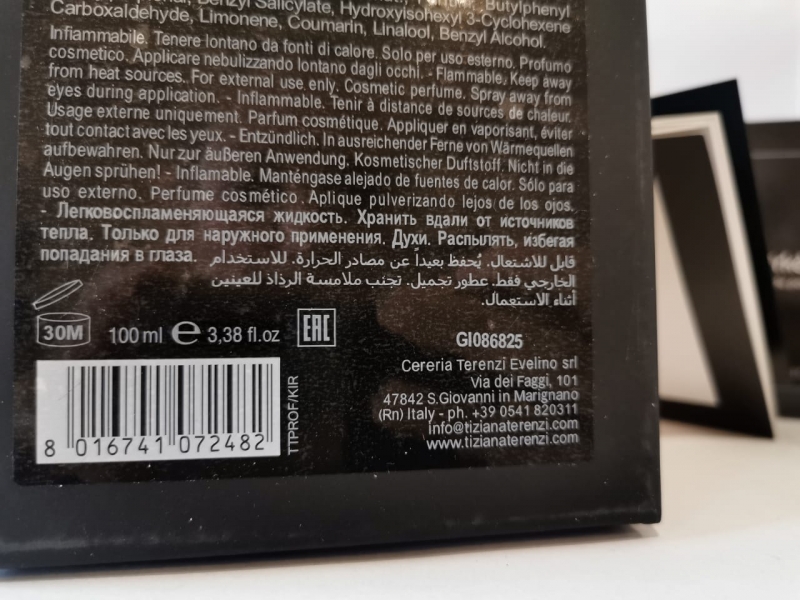 Benzyl Salicylate, Hydroxylsohexyl 3-Cyclohexene
Carboxaldehyde, Limonene, Coumarin, Linalool, Benzyl Alcohol.
Infiammabile. Tenere lontano da fonti di calore. Solo per uso esterno. Profumo
cosmetico. Applicare nebulizzando lontano dagli occhi. - Flammable. Keep away
from heat sources. For external use only. Cosmetic perfume. Spray away from
eyes during application. - Inflammable. Tenir à distance de sources de chaleur.
Usage externe uniquement. Parfum cosmétique. Appliquer en vaporisant, éviter
tout contact avec les yeux. - Entzündlich. In ausreichender Ferne von Wärmequellen
aufbewahren. Nur zur äußeren Anwendung. Kosmetischer Duftstoff. Nicht in die
Augen sprühen! - Inflamable. Manténgase alejado de fuentes de calor. Sólo para
uso externo. Perfume cosmético. Aplique pulverizando lejos de los ojos.
- Легковоспламеняющаяся жидкость. Хранить вдали от источников
тепла. Только для наружного применения. Духи. Распылять, избегая
попадания в глаза. قابل للاشتعال. يُحفظ بعيداً عن مصادر الحرارة. للاستخدام
الخارجي فقط. عطور تجميل. تجنب ملامسة الرذاذ للعينين
أثناء الاستعمال.
30M 100 ml e 3,38 fl.oz EAC
GI086825
Cereria Terenzi Evelino srl
Via dei Faggi, 101
47842 S.Giovanni in Marignano
(Rn) Italy - ph. +39 0541 820311
info@tizianaterenzi.com
www.tizianaterenzi.com
TTPROF/KIR
8 016741 072482